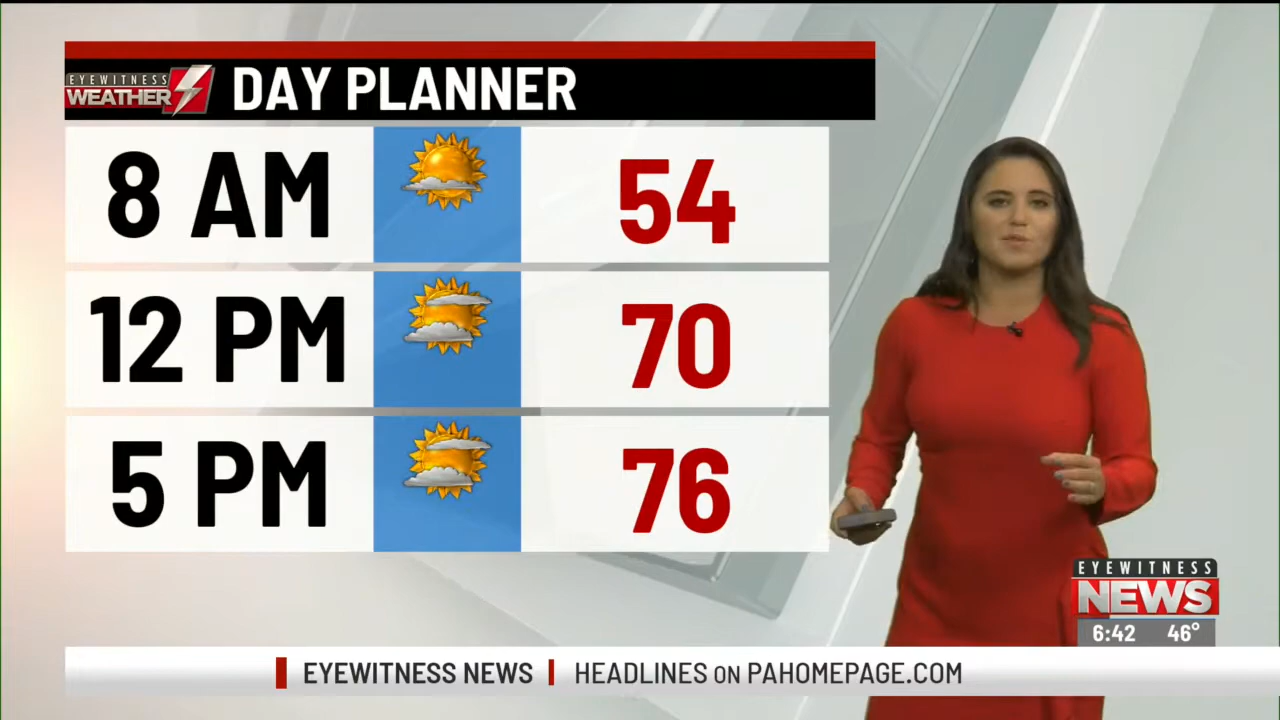 EYEWITNESS
WEATHER
DAY PLANNER
8 AM 54
12 PM 70
5 PM 76
EYEWITNESS
NEWS
6:42 46°
EYEWITNESS NEWS | HEADLINES ON PAHOMEPAGE.COM